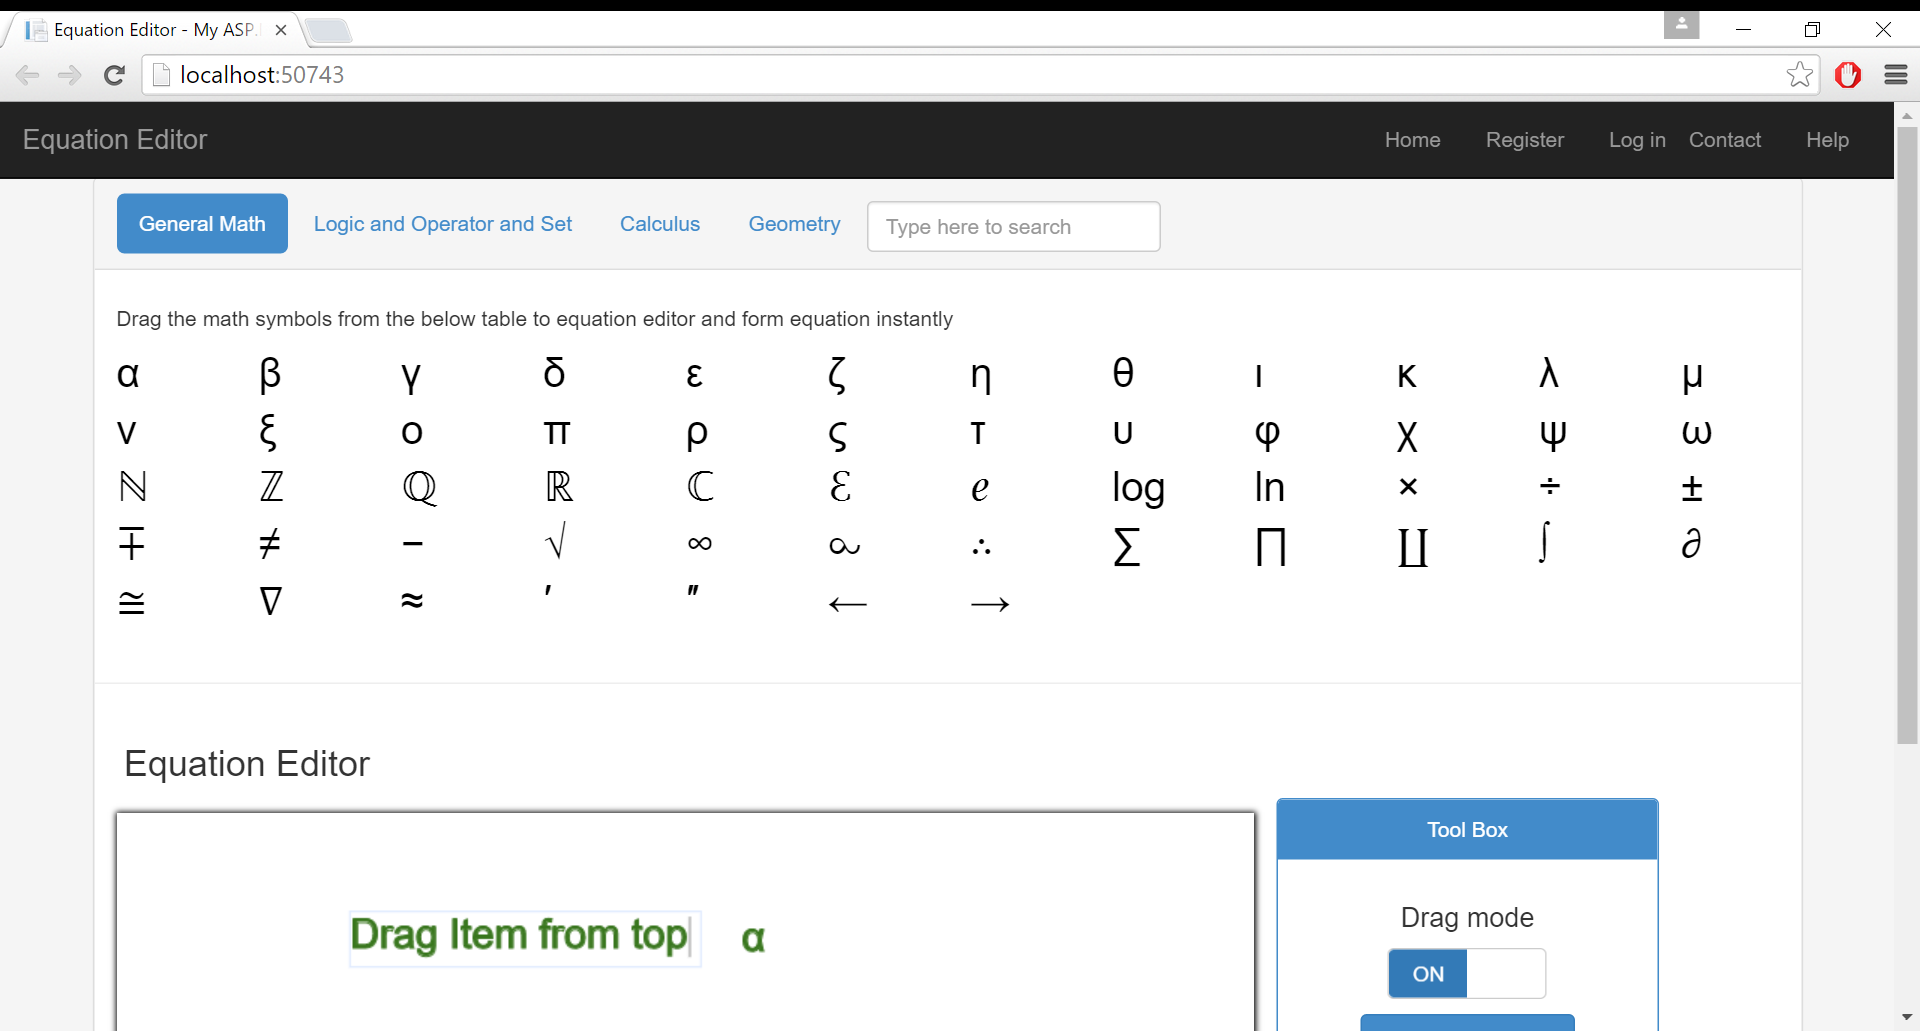 Equation Editor - My ASP.
localhost:50743
Equation Editor Home Register Log in Contact Help
General Math Logic and Operator and Set Calculus Geometry Type here to search
Drag the math symbols from the below table to equation editor and form equation instantly
α β γ δ ε ζ η θ ι κ λ μ
ν ξ ο π ρ ς τ υ φ χ ψ ω
ℕ ℤ ℚ ℝ ℂ ℰ e log ln × ÷ ±
∓ ≠ − √ ∞ ∾ ∴ ∑ ∏ ∐ ∫ ∂
≅ ∇ ≈ ′ ″ ← →
Equation Editor
Tool Box
Drag mode
Drag Item from top α
ON